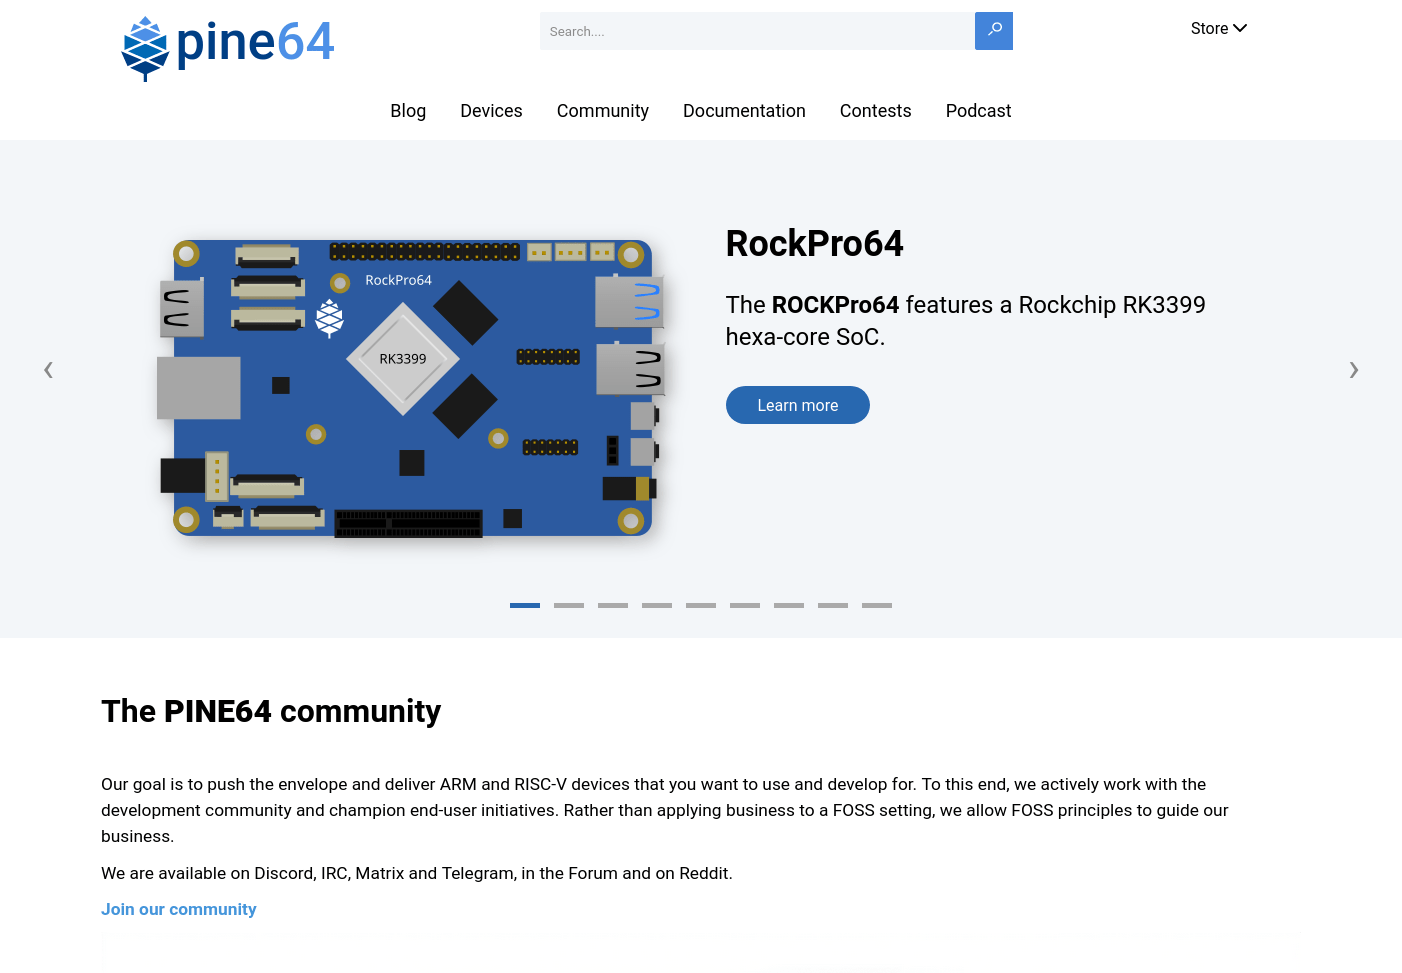 pine64
Search....
Store
Blog Devices Community Documentation Contests Podcast
RockPro64
RK3399
RockPro64
The ROCKPro64 features a Rockchip RK3399
hexa-core SoC.
Learn more
The PINE64 community
Our goal is to push the envelope and deliver ARM and RISC-V devices that you want to use and develop for. To this end, we actively work with the
development community and champion end-user initiatives. Rather than applying business to a FOSS setting, we allow FOSS principles to guide our
business.
We are available on Discord, IRC, Matrix and Telegram, in the Forum and on Reddit.
Join our community